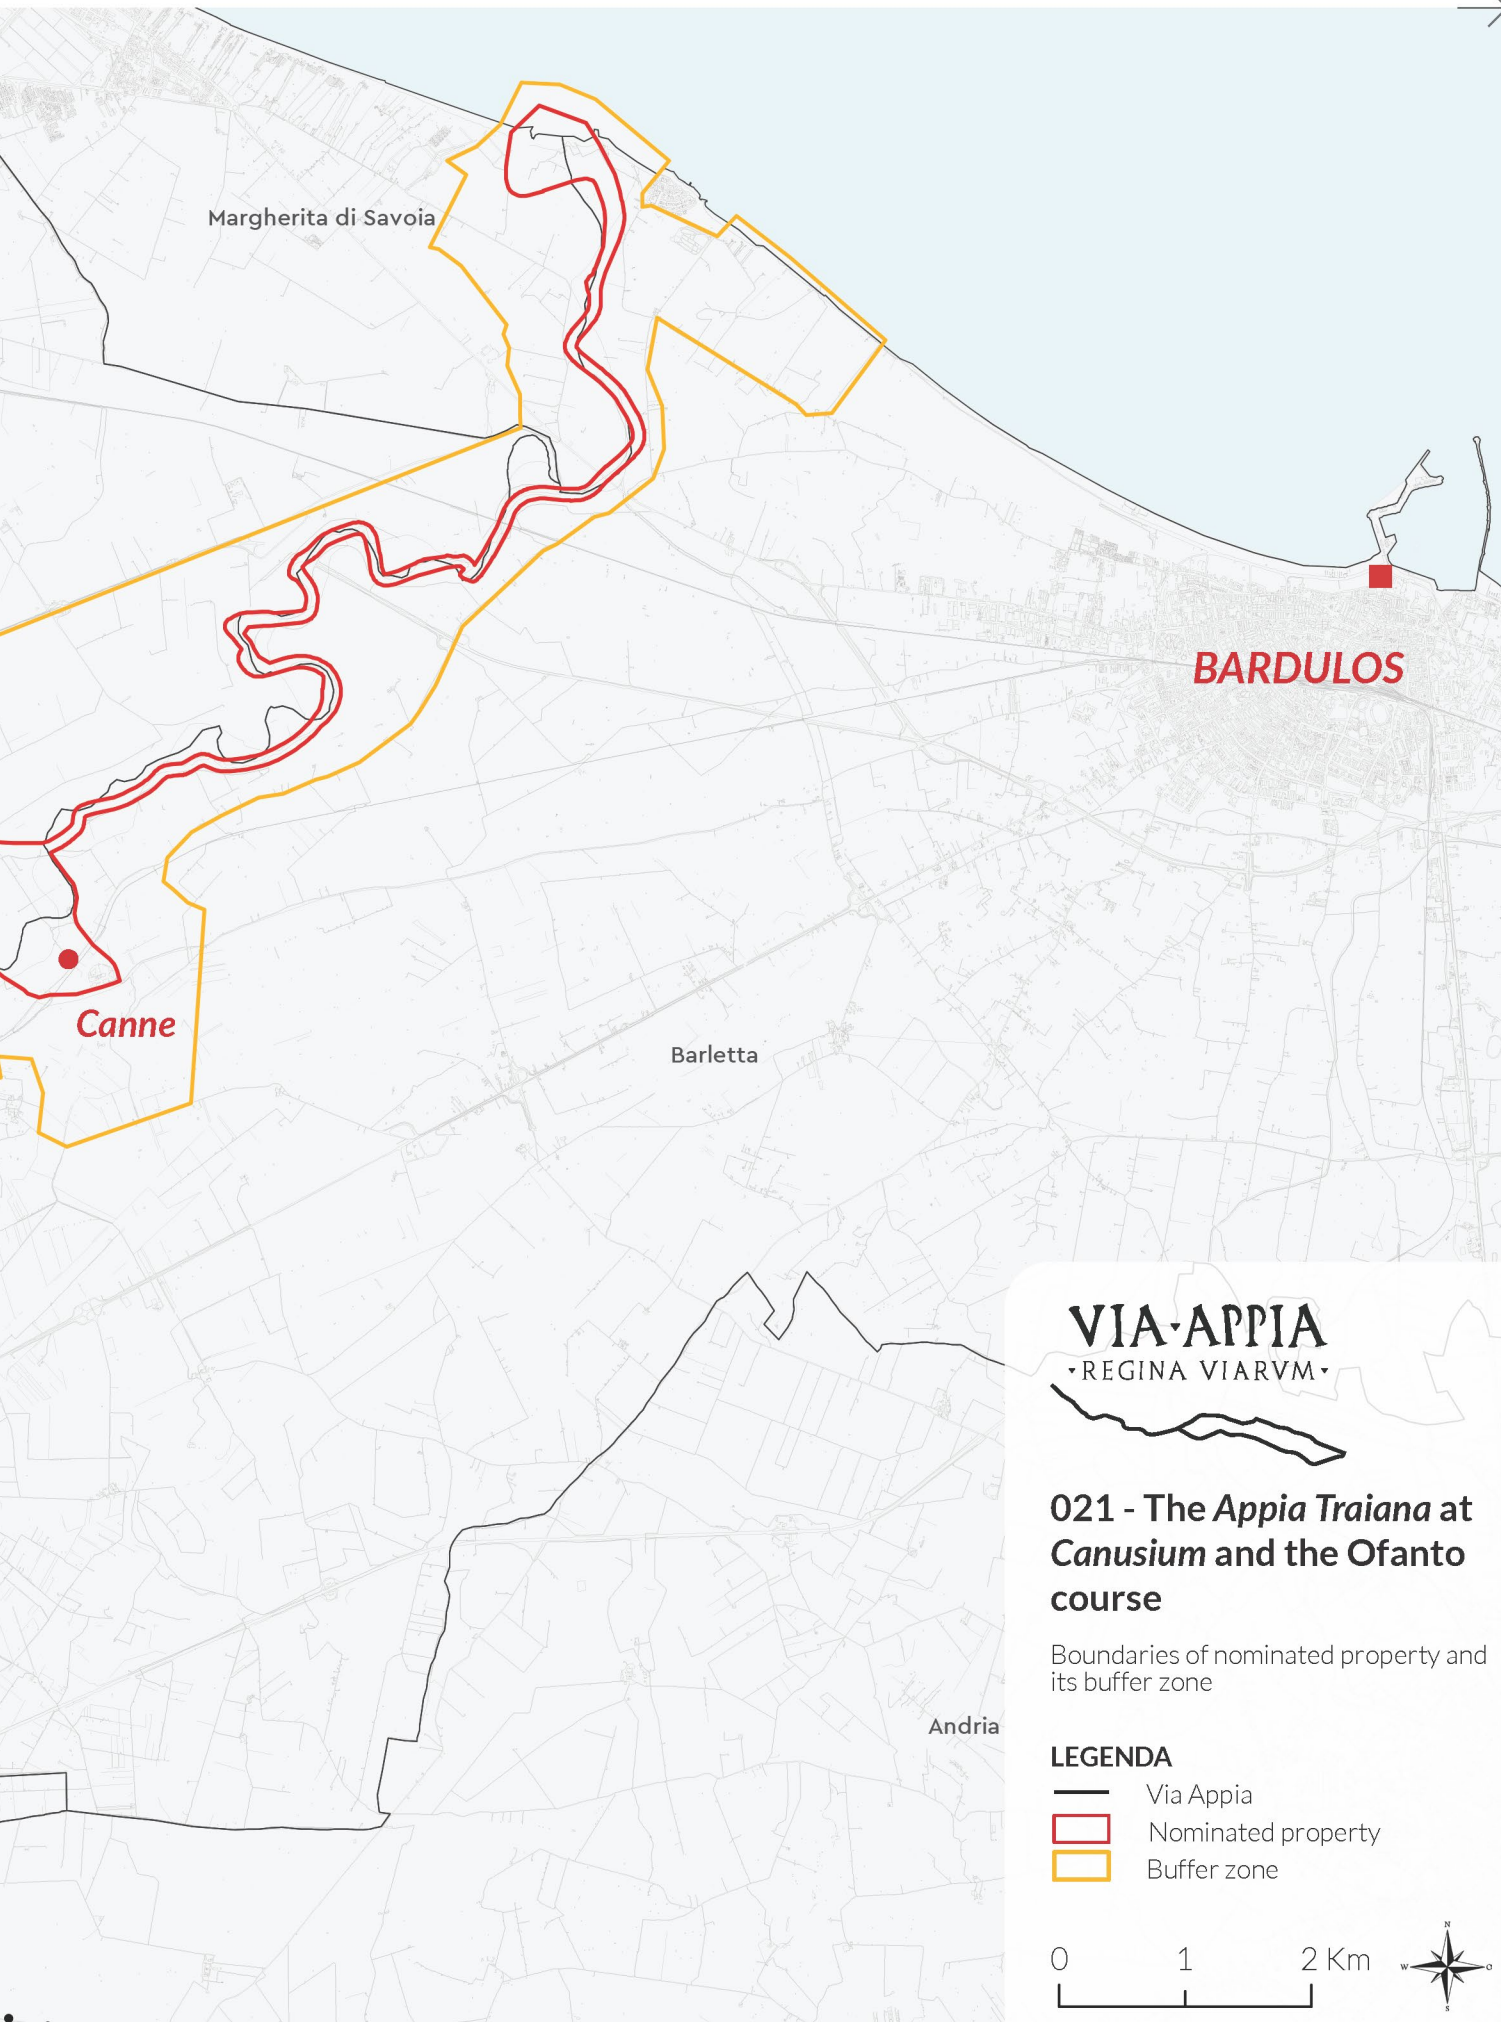 Margherita di Savoia
BARDULOS
Canne
Barletta
Andria
VIA·APPIA
·REGINA VIARVM·
021 - The Appia Traiana at
Canusium and the Ofanto
course
Boundaries of nominated property and
its buffer zone
LEGENDA
Via Appia
Nominated property
Buffer zone
0 1 2 Km
N
W O
S